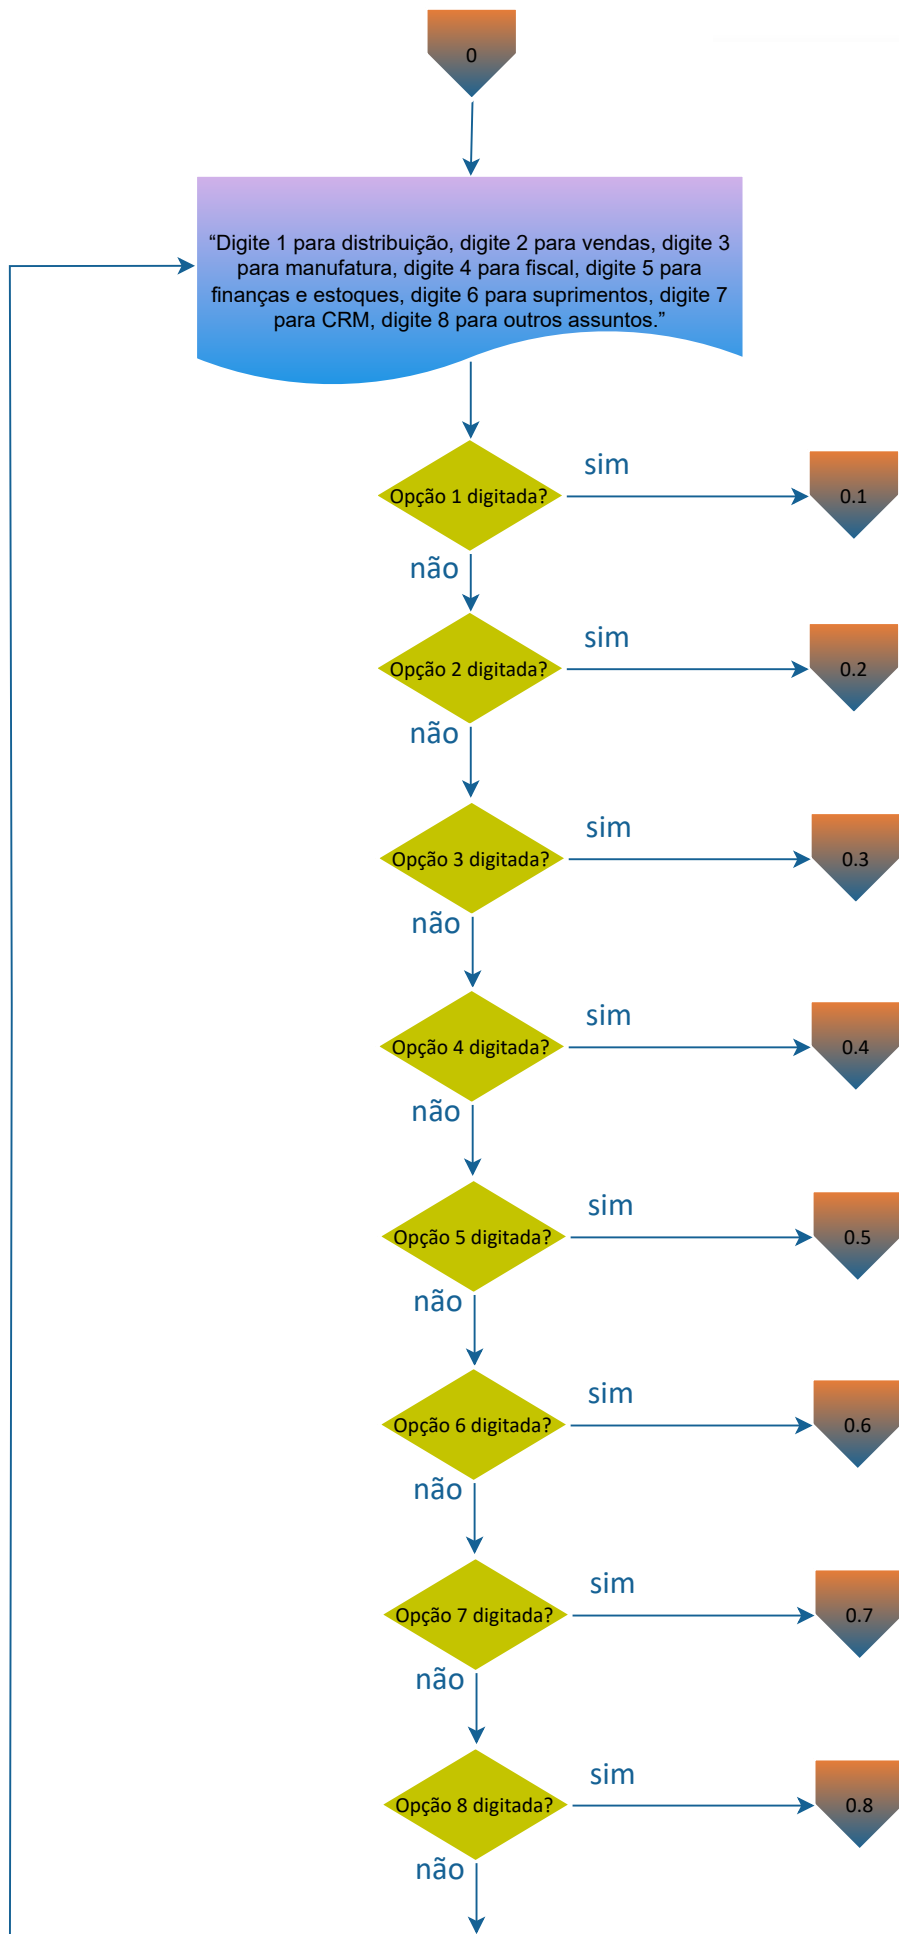 0
“Digite 1 para distribuição, digite 2 para vendas, digite 3
para manufatura, digite 4 para fiscal, digite 5 para
finanças e estoques, digite 6 para suprimentos, digite 7
para CRM, digite 8 para outros assuntos.”
Opção 1 digitada?
sim
0.1
não
Opção 2 digitada?
sim
0.2
não
Opção 3 digitada?
sim
0.3
não
Opção 4 digitada?
sim
0.4
não
Opção 5 digitada?
sim
0.5
não
Opção 6 digitada?
sim
0.6
não
Opção 7 digitada?
sim
0.7
não
Opção 8 digitada?
sim
0.8
não